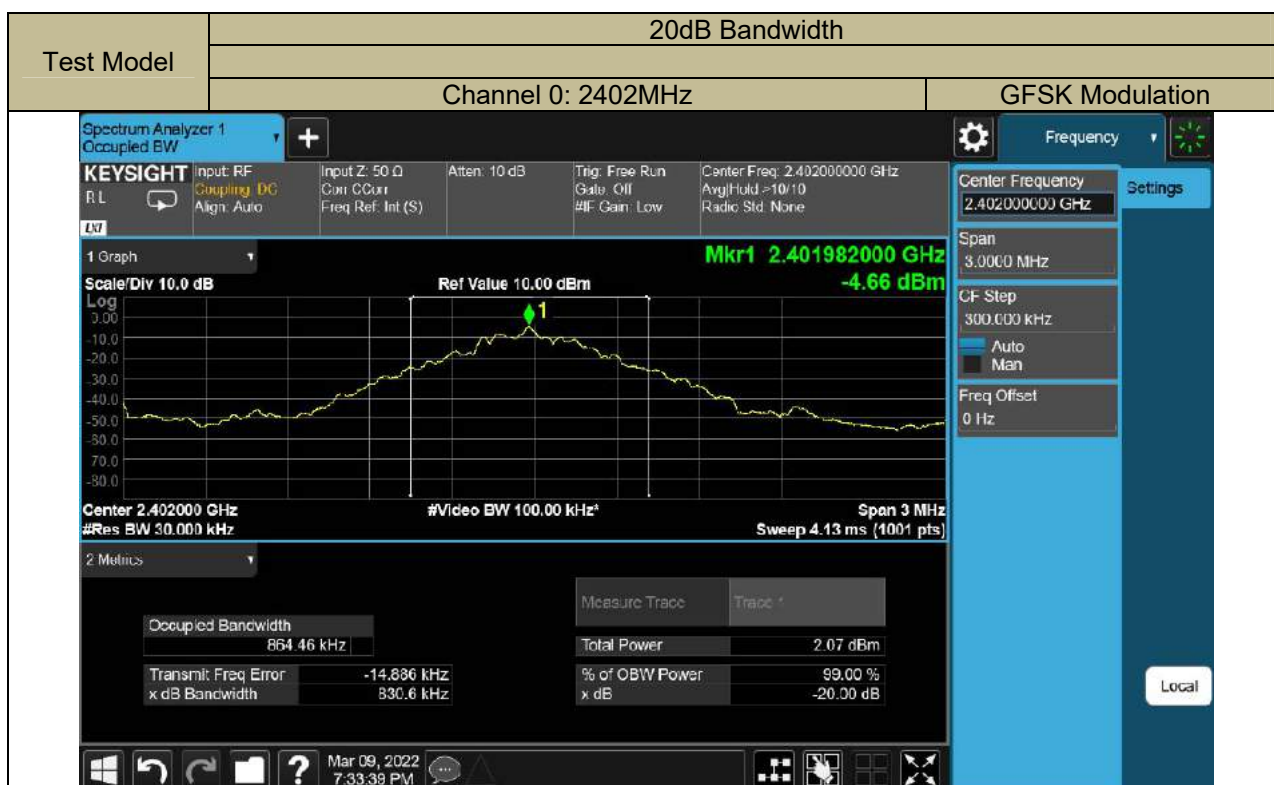 20dB Bandwidth
Test Model
Channel 0: 2402MHz GFSK Modulation
Spectrum Analyzer 1
Occupied BW
+
Frequency
KEYSIGHT Input: RF Input Z: 50 Ω Atten: 10 dB Trig: Free Run Center Freq: 2.402000000 GHz
RL Coupling: DC Corr CCorr Gate: Off Avg|Hold:>10/10
Align: Auto Freq Ref: Int (S) #IF Gain: Low Radio Std: None
LXI
Center Frequency
2.402000000 GHz
Settings
Span
3.0000 MHz
CF Step
300.000 kHz
Auto
Man
Freq Offset
0 Hz
1 Graph
Mkr1 2.401982000 GHz
Scale/Div 10.0 dB Ref Value 10.00 dBm -4.66 dBm
Log
0.00
-10.0
-20.0
-30.0
-40.0
-50.0
-60.0
-70.0
-80.0
1
Center 2.402000 GHz #Video BW 100.00 kHz* Span 3 MHz
#Res BW 30.000 kHz Sweep 4.13 ms (1001 pts)
2 Metrics
Measure Trace Trace
Occupied Bandwidth
864.46 kHz Total Power 2.07 dBm
Transmit Freq Error -14.886 kHz % of OBW Power 99.00 %
x dB Bandwidth 830.6 kHz x dB -20.00 dB
Local
? Mar 09, 2022
7:33:39 PM